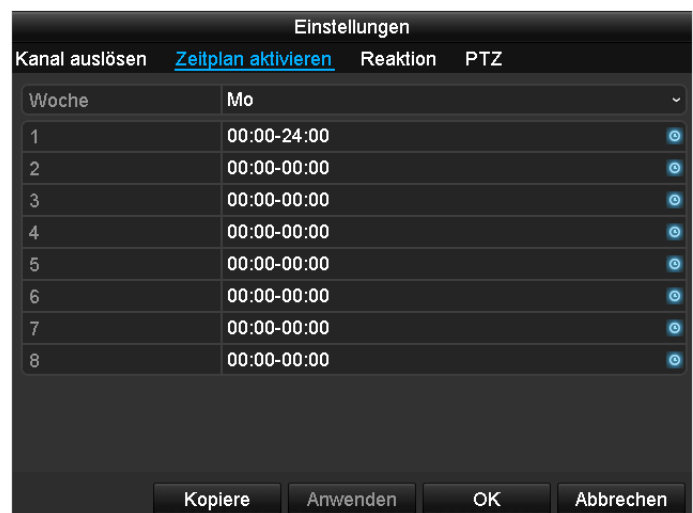 Einstellungen
Kanal auslösen Zeitplan aktivieren Reaktion PTZ
Woche Mo
1 00:00-24:00
2 00:00-00:00
3 00:00-00:00
4 00:00-00:00
5 00:00-00:00
6 00:00-00:00
7 00:00-00:00
8 00:00-00:00
Kopiere Anwenden OK Abbrechen